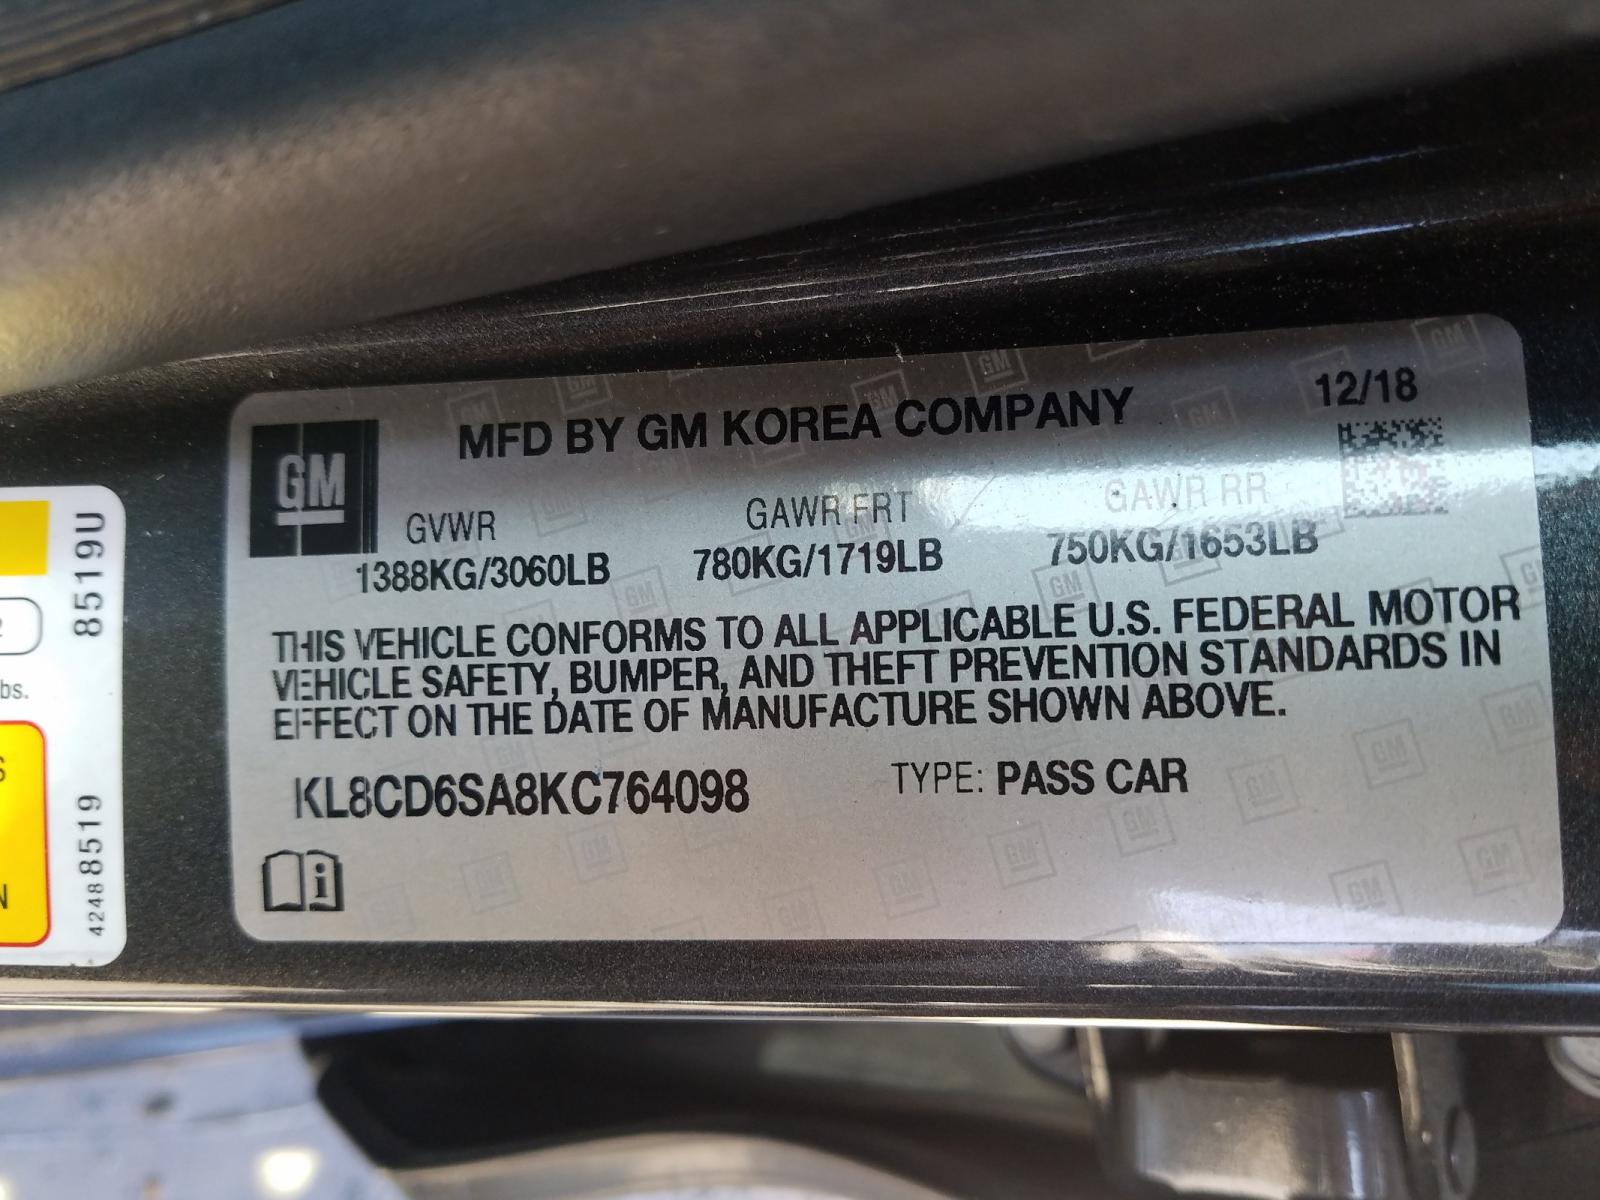 MFD BY GM KOREA COMPANY
12/18
GM
GVWR
GAWR FRT
GAWR RR
1388KG/3060LB
780KG/1719LB
750KG/1653LB
THIS VEHICLE CONFORMS TO ALL APPLICABLE U.S. FEDERAL MOTOR
VEHICLE SAFETY, BUMPER, AND THEFT PREVENTION STANDARDS IN
EFFECT ON THE DATE OF MANUFACTURE SHOWN ABOVE.
KL8CD6SA8KC764098
TYPE: PASS CAR
8519U
42488519
bs.